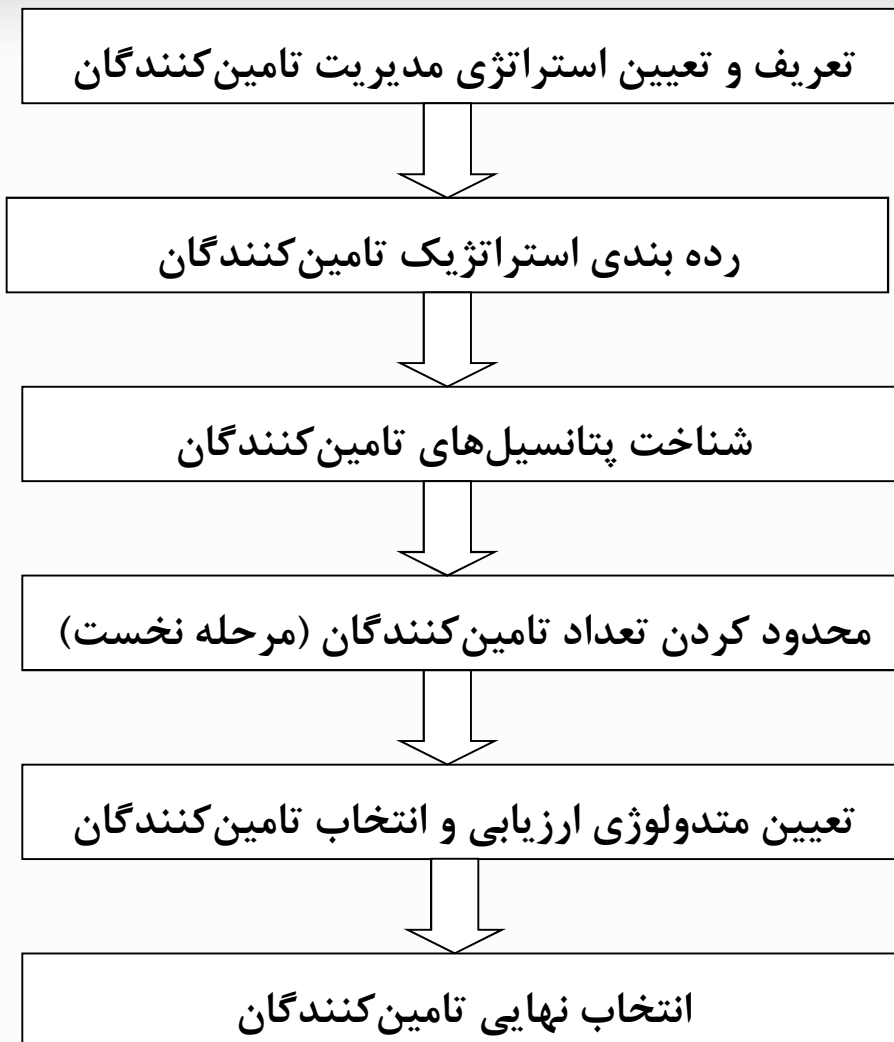 تعریف و تعیین استراتژی مدیریت تامین‌کنندگان
رده بندی استراتژیک تامین‌کنندگان
شناخت پتانسیل‌های تامین‌کنندگان
محدود کردن تعداد تامین‌کنندگان (مرحله نخست)
تعیین متدولوژی ارزیابی و انتخاب تامین‌کنندگان
انتخاب نهایی تامین‌کنندگان